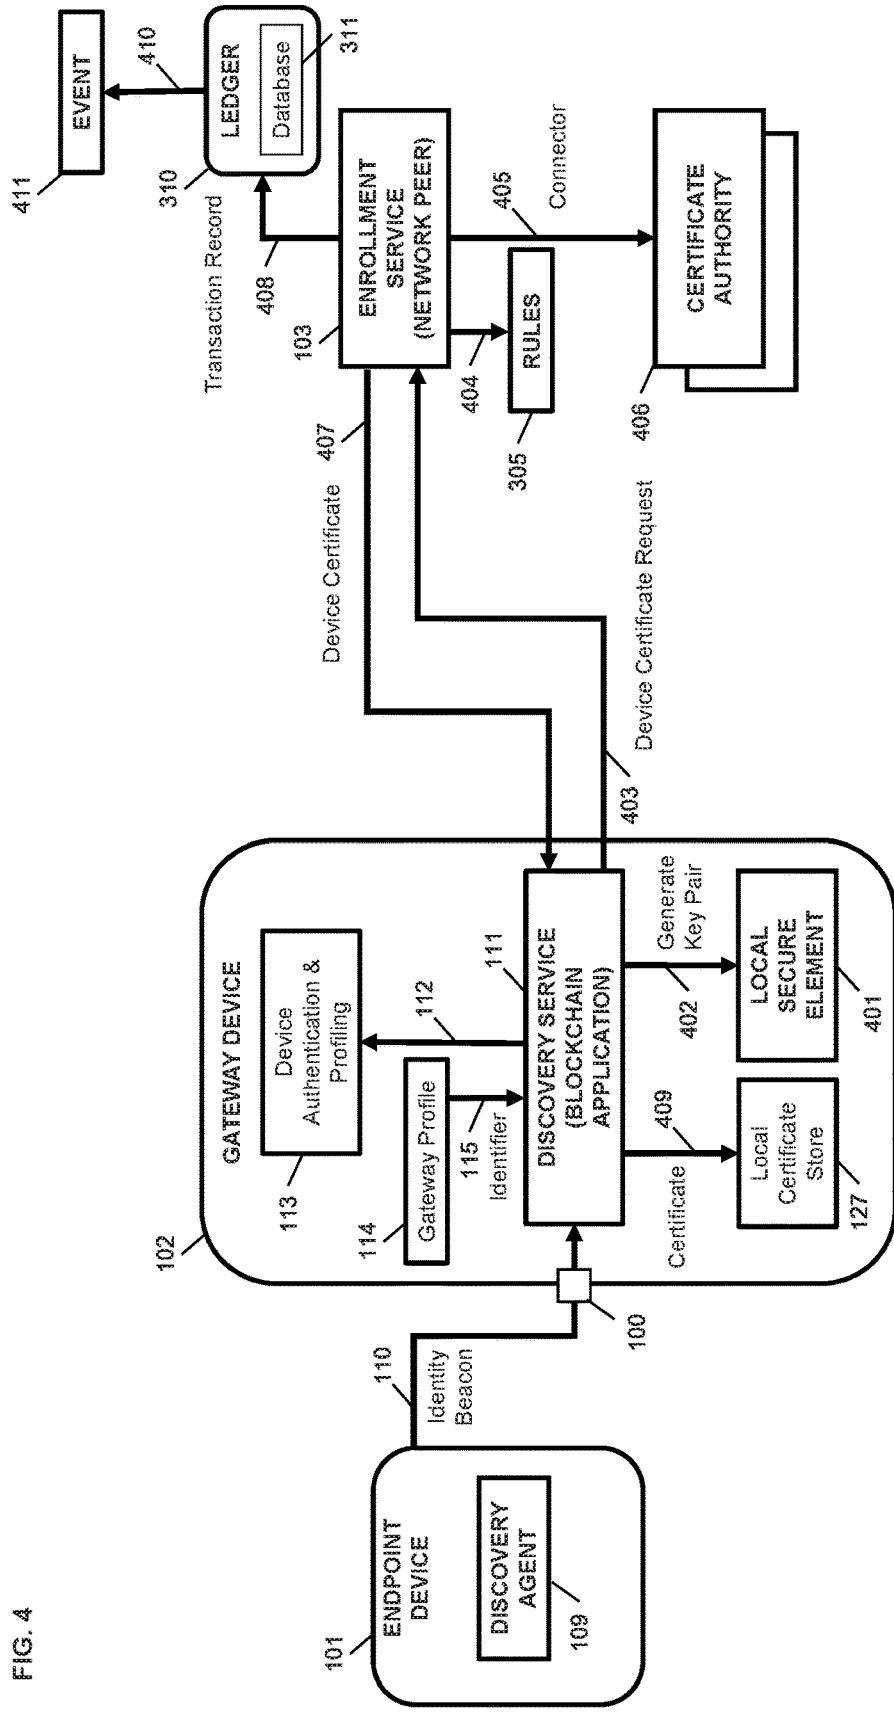 FIG. 4
101
ENDPOINT
DEVICE
DISCOVERY
AGENT
109
110
Identity
Beacon
100
102
GATEWAY DEVICE
113
Device
Authentication &
Profiling
112
114
Gateway Profile
115
Identifier
111
DISCOVERY SERVICE
(BLOCKCHAIN
APPLICATION)
Certificate
409
402
Generate
Key Pair
127
Local
Certificate
Store
LOCAL
SECURE
ELEMENT
401
403
Device Certificate Request
Device Certificate
407
103
ENROLLMENT
SERVICE
(NETWORK PEER)
Transaction Record
408
310
LEDGER
Database
311
410
411
EVENT
404
305
RULES
405
Connector
406
CERTIFICATE
AUTHORITY